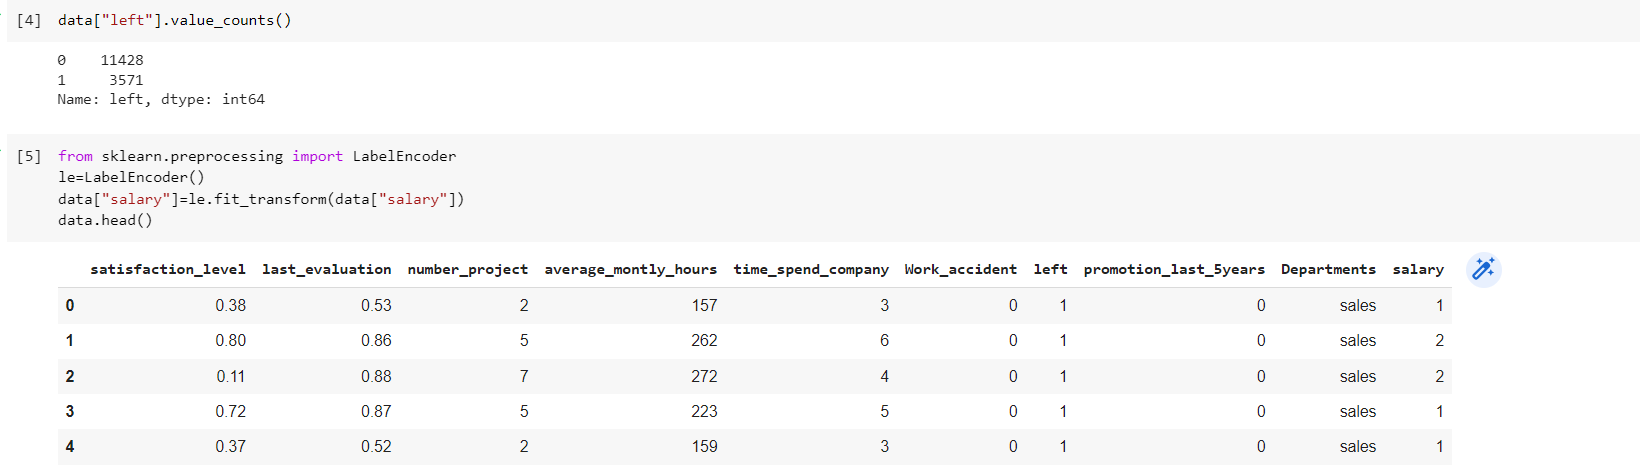 [4] data["left"].value_counts()
0 11428
1 3571
Name: left, dtype: int64
[5] from sklearn.preprocessing import LabelEncoder
le=LabelEncoder()
data["salary"]=le.fit_transform(data["salary"])
data.head()
satisfaction_level last_evaluation number_project average_montly_hours time_spend_company Work_accident left promotion_last_5years Departments salary
0 0.38 0.53 2 157 3 0 1 0 sales 1
1 0.80 0.86 5 262 6 0 1 0 sales 2
2 0.11 0.88 7 272 4 0 1 0 sales 2
3 0.72 0.87 5 223 5 0 1 0 sales 1
4 0.37 0.52 2 159 3 0 1 0 sales 1